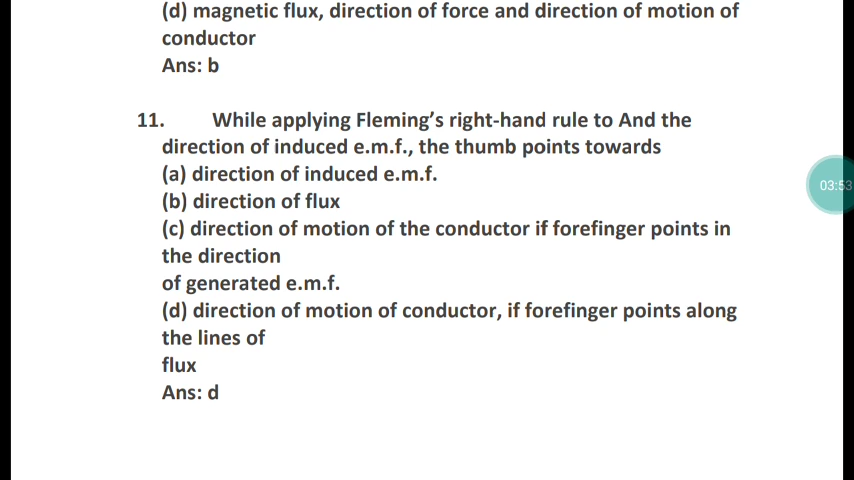 (d) magnetic flux, direction of force and direction of motion of
conductor
Ans: b
11. While applying Fleming’s right-hand rule to And the
direction of induced e.m.f., the thumb points towards
(a) direction of induced e.m.f.
(b) direction of flux
(c) direction of motion of the conductor if forefinger points in
the direction
of generated e.m.f.
(d) direction of motion of conductor, if forefinger points along
the lines of
flux
Ans: d
03:53